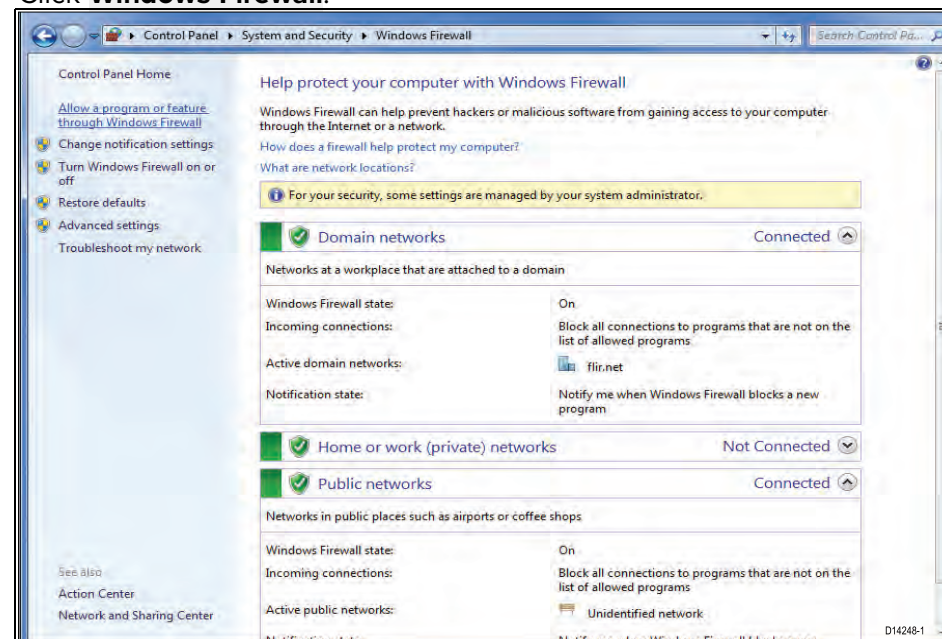 Click Windows Firewall.
Control Panel ▸ System and Security ▸ Windows Firewall
Search Control Pa...
Control Panel Home
Allow a program or feature
through Windows Firewall
Change notification settings
Turn Windows Firewall on or
off
Restore defaults
Advanced settings
Troubleshoot my network
Help protect your computer with Windows Firewall
Windows Firewall can help prevent hackers or malicious software from gaining access to your computer
through the Internet or a network.
How does a firewall help protect my computer?
What are network locations?
For your security, some settings are managed by your system administrator.
Domain networks Connected
Networks at a workplace that are attached to a domain
Windows Firewall state: On
Incoming connections: Block all connections to programs that are not on the
list of allowed programs
Active domain networks: flir.net
Notification state: Notify me when Windows Firewall blocks a new
program
Home or work (private) networks Not Connected
Public networks Connected
Networks in public places such as airports or coffee shops
Windows Firewall state: On
Incoming connections: Block all connections to programs that are not on the
list of allowed programs
Active public networks: Unidentified network
See also
Action Center
Network and Sharing Center
D14248-1